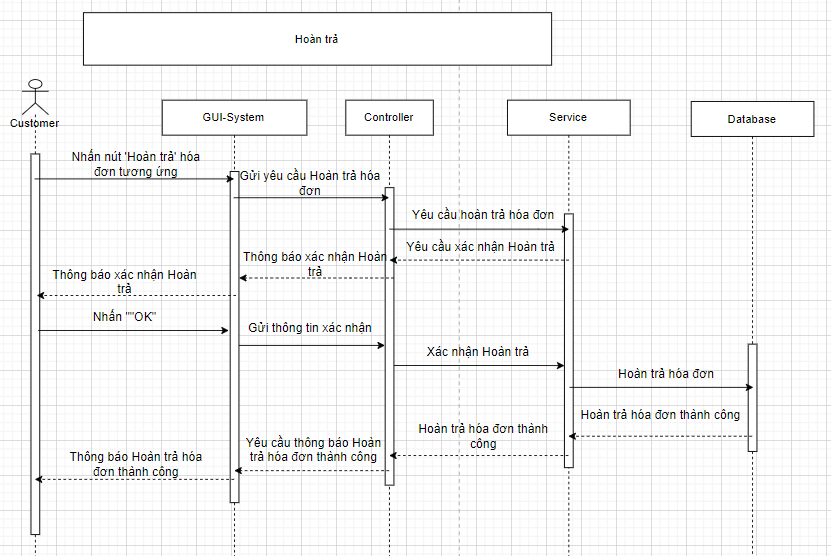 Hoàn trả
Customer
GUI-System
Controller
Service
Database
Nhấn nút 'Hoàn trả' hóa
đơn tương ứng
Gửi yêu cầu Hoàn trả hóa
đơn
Yêu cầu hoàn trả hóa đơn
Yêu cầu xác nhận Hoàn trả
Thông báo xác nhận Hoàn
trả
Thông báo xác nhận Hoàn
trả
Nhấn ""OK"
Gửi thông tin xác nhận
Xác nhận Hoàn trả
Hoàn trả hóa đơn
Hoàn trả hóa đơn thành công
Hoàn trả hóa đơn thành
công
Yêu cầu thông báo Hoàn
trả hóa đơn thành công
Thông báo Hoàn trả hóa
đơn thành công